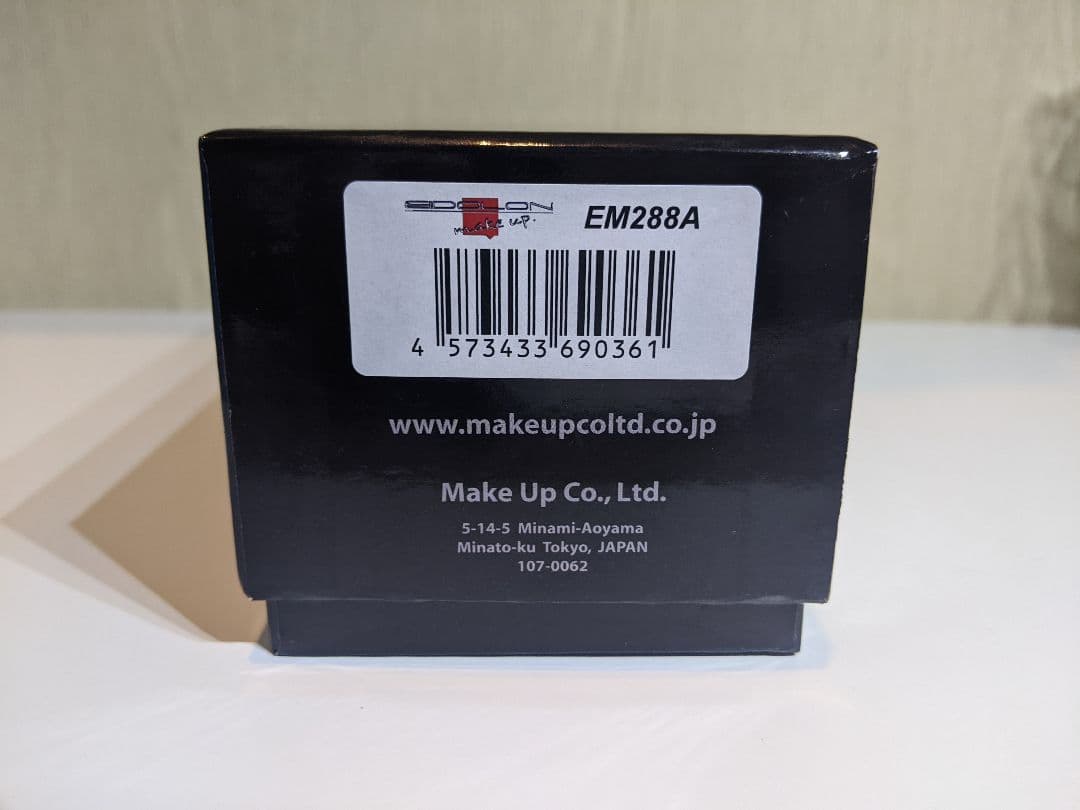 EIDOLON
make up.
EM288A
4 573433 690361
www.makeupcoltd.co.jp
Make Up Co., Ltd.
5-14-5 Minami-Aoyama
Minato-ku Tokyo, JAPAN
107-0062